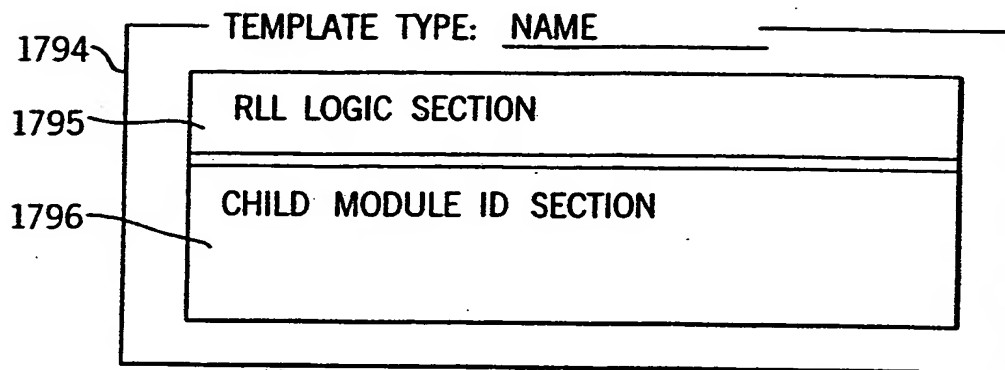 TEMPLATE TYPE: NAME
1794
RLL LOGIC SECTION
1795
CHILD MODULE ID SECTION
1796